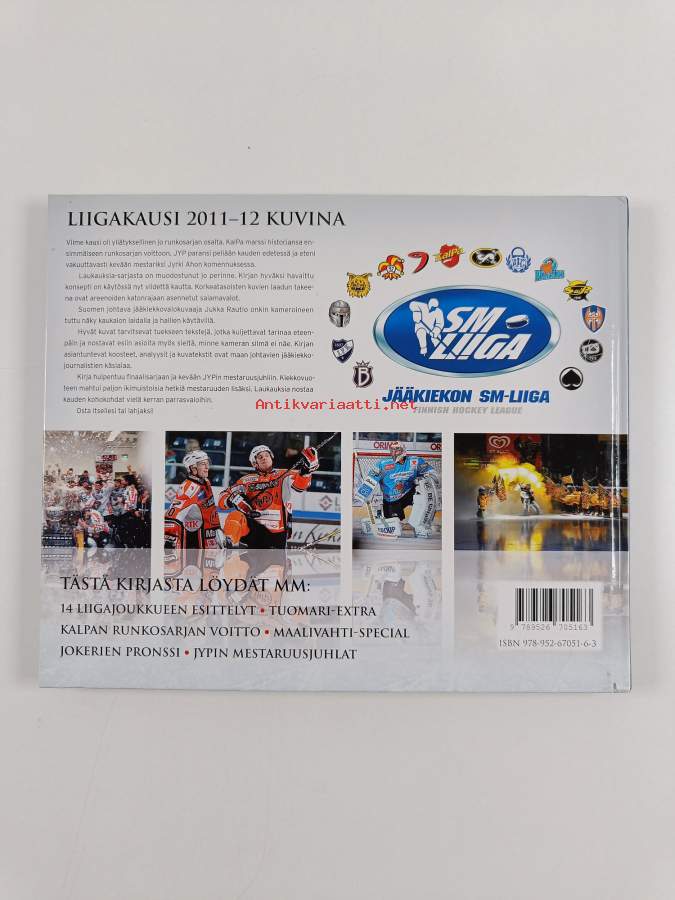 LIIGAKAUSI 2011–12 KUVINA
Viime kausi oli yllätyksellinen jo runkosarjan osalta. KalPa marssi historiansa en-
simmäiseen runkosarjan voittoon. JYP paransi peliään kauden edetessä ja eteni
vakuuttavasti kevään mestariksi Jyrki Ahon komennuksessa.
Laukauksia-sarjasta on muodostunut jo perinne. Kirjan hyväksi havaittu
konsepti on käytössä nyt viidettä kautta. Korkeatasoisten kuvien laadun takee-
na ovat areenoiden katonrajaan asennetut salamavalot.
Suomen johtava jääkiekkovalokuvaaja Jukka Rautio onkin kameroineen
tuttu näky kaukalon laidalla ja hallien käytävillä.
Hyvät kuvat tarvitsevat tuekseen tekstejä, jotka kuljettavat tarinaa eteen-
päin ja nostavat esiin asioita myös sieltä, minne kameran silmä ei näe. Kirjan
asiantuntevat koosteet, analyysit ja kuvatekstit ovat maan johtavien jääkiekko-
journalistien käsialaa.
Kirja huipentuu finaalisarjaan ja kevään JYPin mestaruusjuhliin. Kiekkovuo-
teen mahtui paljon ikimuistoisia hetkiä mestaruuden lisäksi. Laukauksia nostaa
kauden kohokohdat vielä kerran parrasvaloihin.
Osta itsellesi tai lahjaksi!
KalPa
HIFK
SM-
LIIGA
JÄÄKIEKON SM-LIIGA
FINNISH HOCKEY LEAGUE
Antikvariaatti.net
TÄSTÄ KIRJASTA LÖYDÄT MM:
14 LIIGAJOUKKUEEN ESITTELYT • TUOMARI-EXTRA
KALPAN RUNKOSARJAN VOITTO • MAALIVAHTI-SPECIAL
JOKERIEN PRONSSI • JYPIN MESTARUUSJUHLAT
9 789526 705163
ISBN 978-952-67051-6-3